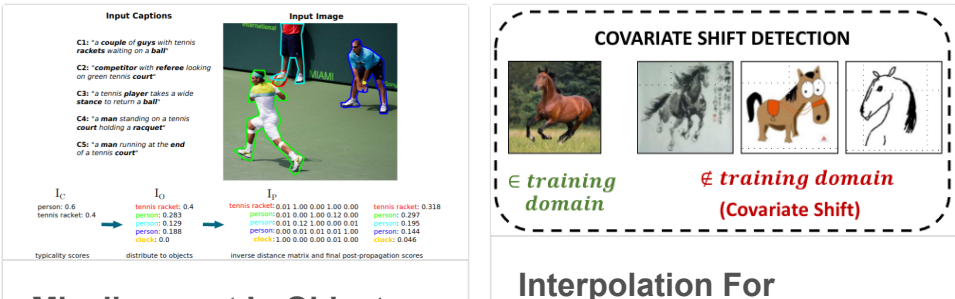 Input Captions
C1: "a couple of guys with tennis
rackets waiting on a ball"
C2: "competitor with referee looking
on green tennis court"
C3: "a tennis player takes a wide
stance to return a ball"
C4: "a man standing on a tennis
court holding a racquet"
C5: "a man running at the end
of a tennis court"
Input Image
International
MIAMI
I_C
person: 0.6
tennis racket: 0.4
typicality scores
I_O
tennis racket: 0.4
person: 0.283
person: 0.129
person: 0.188
clock: 0.0
distribute to objects
I_P
tennis racket: 0.01 1.00 0.00 1.00 0.00 tennis racket: 0.318
person: 0.01 0.00 1.00 0.12 0.00 person: 0.297
person: 0.01 0.12 1.00 0.00 0.01 person: 0.195
person: 0.00 0.01 0.01 0.01 1.00 person: 0.144
clock: 1.00 0.00 0.00 0.01 0.00 clock: 0.046
inverse distance matrix and final post-propagation scores
COVARIATE SHIFT DETECTION
∈ training
domain
∉ training domain
(Covariate Shift)
Interpolation For